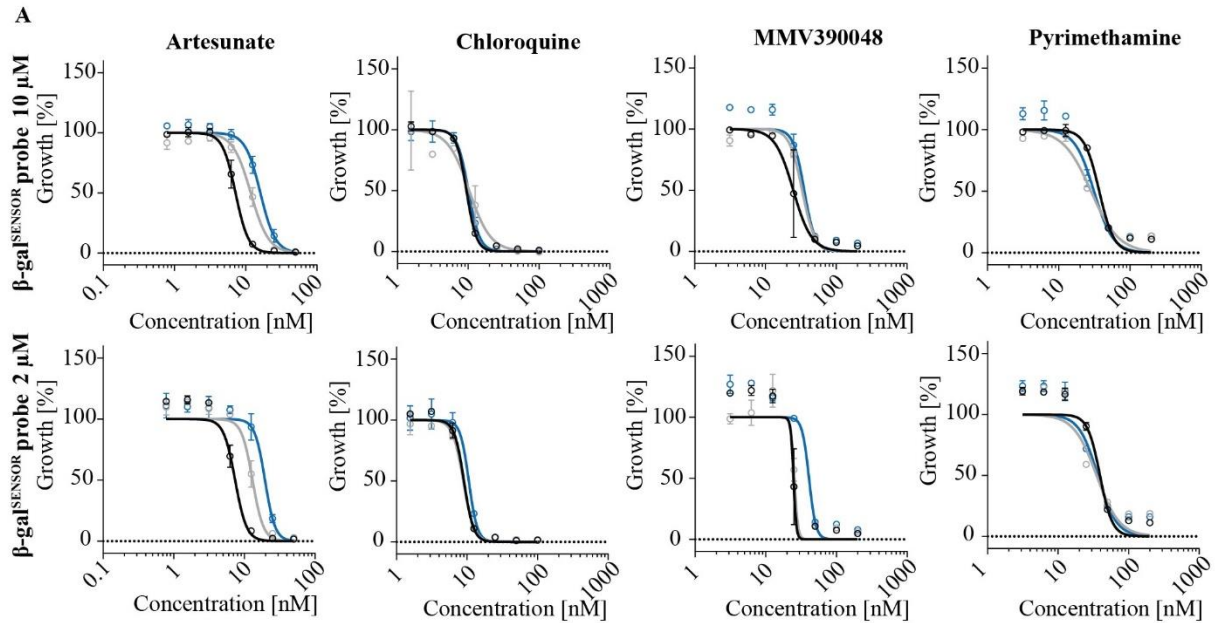 A
Artesunate
Chloroquine
MMV390048
Pyrimethamine
β-galSENSOR probe 10 µM
Growth [%]
150
100
50
0
0.1
1
10
100
Concentration [nM]
Growth [%]
150
100
50
0
1
10
100
1000
Concentration [nM]
Growth [%]
150
100
50
0
1
10
100
1000
Concentration [nM]
Growth [%]
150
100
50
0
1
10
100
1000
Concentration [nM]
β-galSENSOR probe 2 µM
Growth [%]
150
100
50
0
0.1
1
10
100
Concentration [nM]
Growth [%]
150
100
50
0
1
10
100
1000
Concentration [nM]
Growth [%]
150
100
50
0
1
10
100
1000
Concentration [nM]
Growth [%]
150
100
50
0
1
10
100
1000
Concentration [nM]